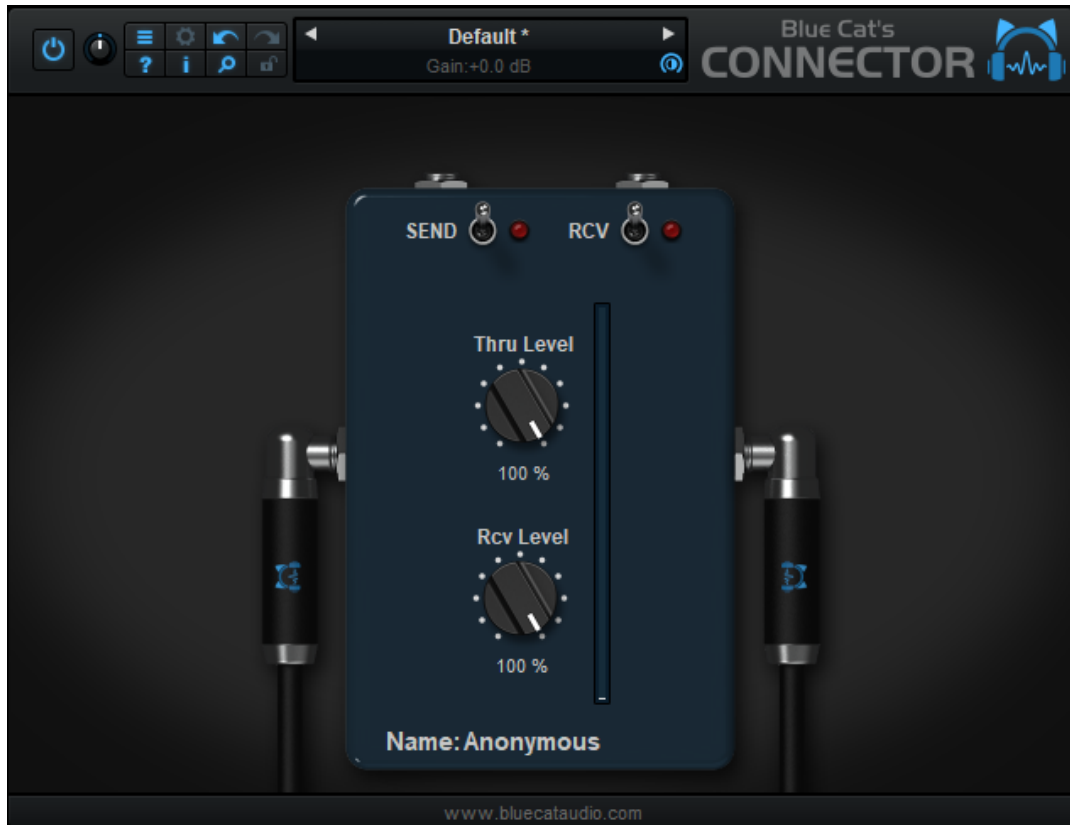 Default *
Gain:+0.0 dB
Blue Cat's
CONNECTOR
? i
SEND
RCV
Thru Level
100 %
Rcv Level
100 %
Name: Anonymous
www.bluecataudio.com